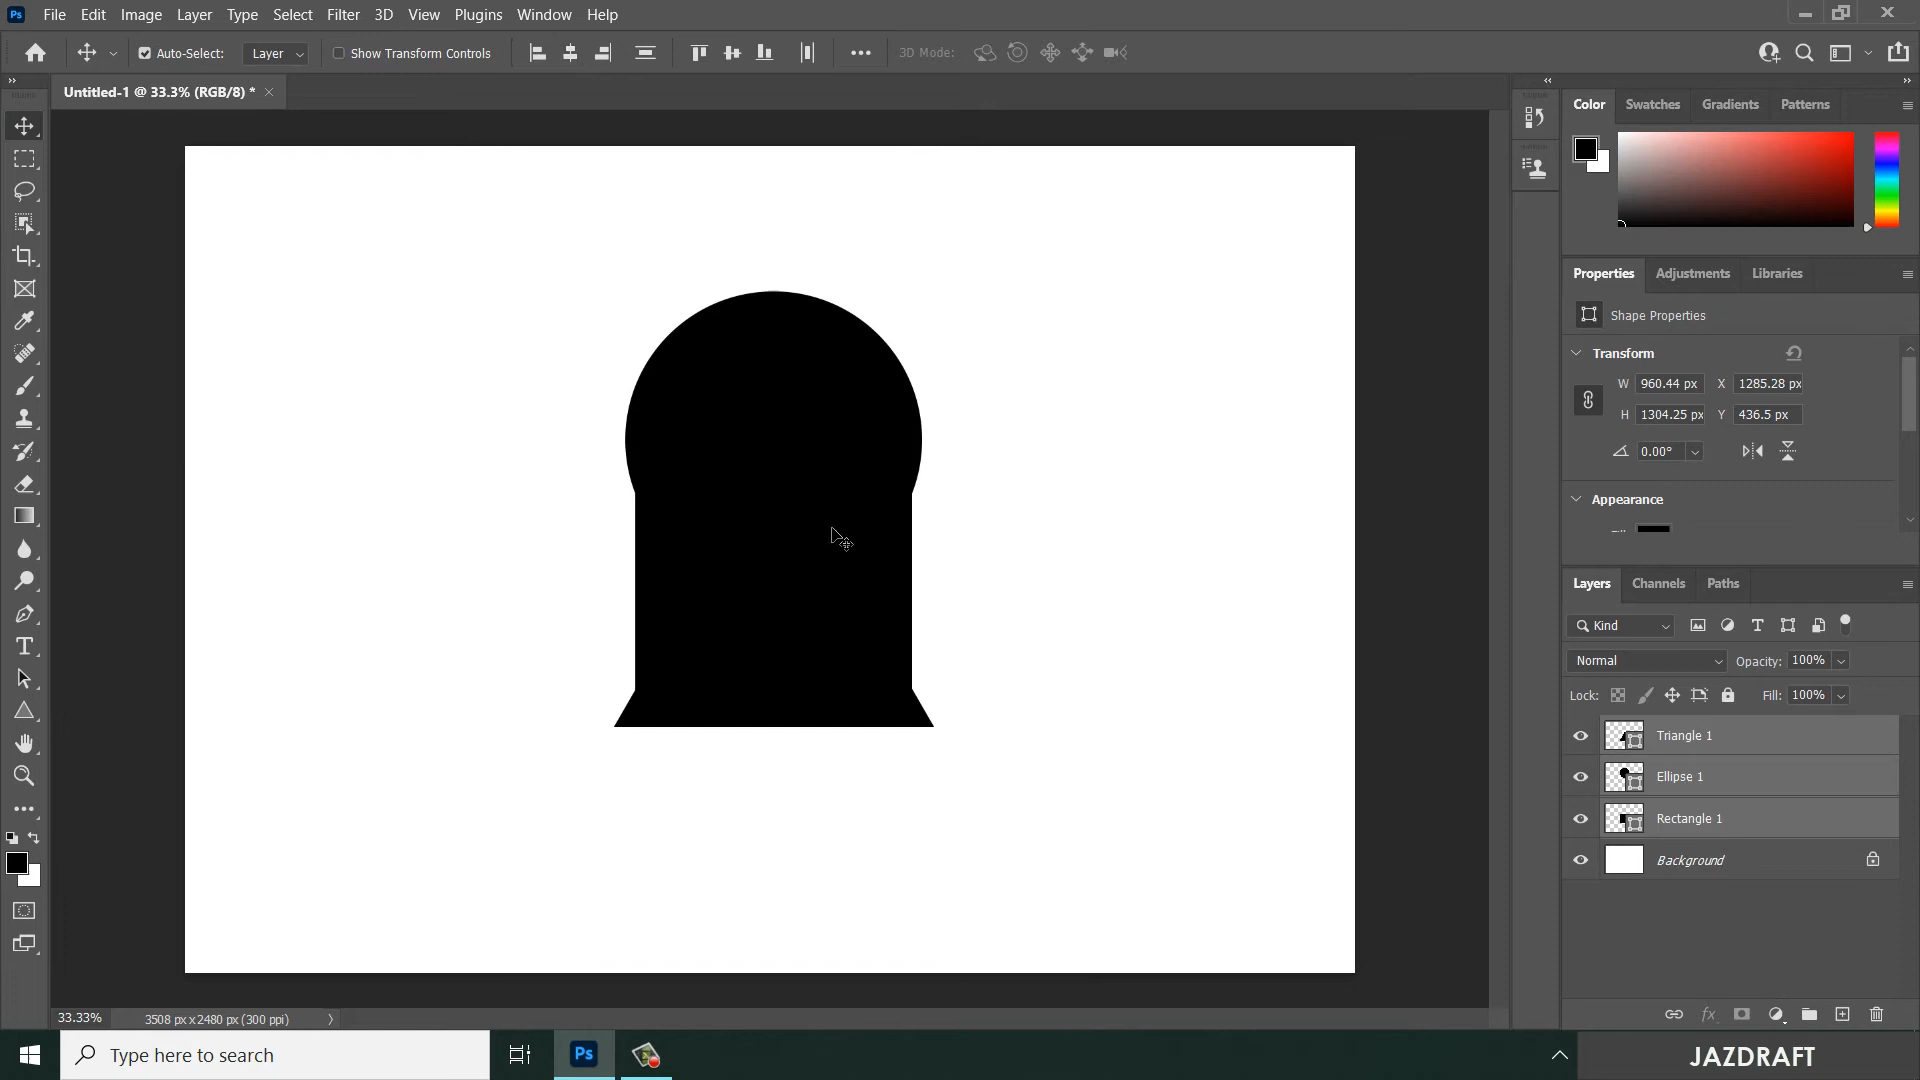 Ps File Edit Image Layer Type Select Filter 3D View Plugins Window Help
Auto-Select: Layer Show Transform Controls 3D Mode:
Untitled-1 @ 33.3% (RGB/8) *
Color Swatches Gradients Patterns
Properties Adjustments Libraries
Shape Properties
Transform
W 960.44 px X 1285.28 px
H 1304.25 px Y 436.5 px
0.00°
Appearance
Layers Channels Paths
Kind
Normal Opacity: 100%
Lock: Fill: 100%
Triangle 1
Ellipse 1
Rectangle 1
Background
33.33% 3508 px x 2480 px (300 ppi)
Type here to search Ps JAZDRAFT